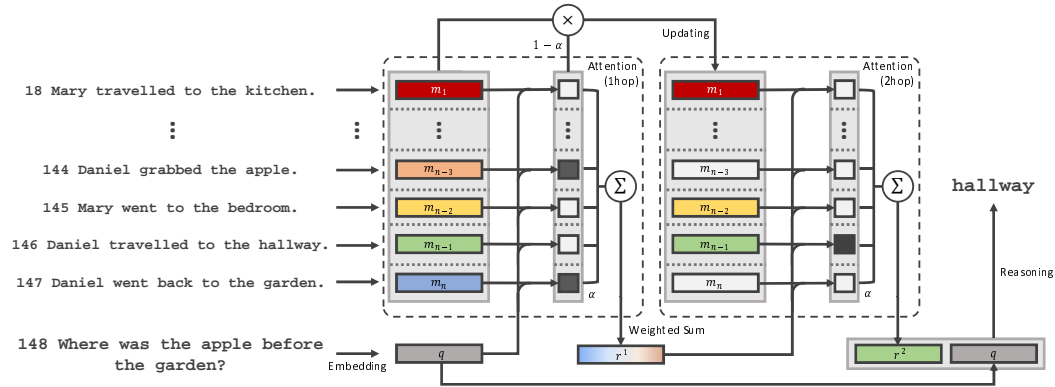 ×
1 − α
Updating
Attention
(1hop)
Attention
(2hop)
18 Mary travelled to the kitchen.
m1
m1
144 Daniel grabbed the apple.
mn−3
mn−3
Σ
Σ
hallway
145 Mary went to the bedroom.
mn−2
mn−2
146 Daniel travelled to the hallway.
mn−1
mn−1
Reasoning
147 Daniel went back to the garden.
mn
α
mn
α
Weighted Sum
148 Where was the apple before
the garden?
Embedding
q
r1
r2
q